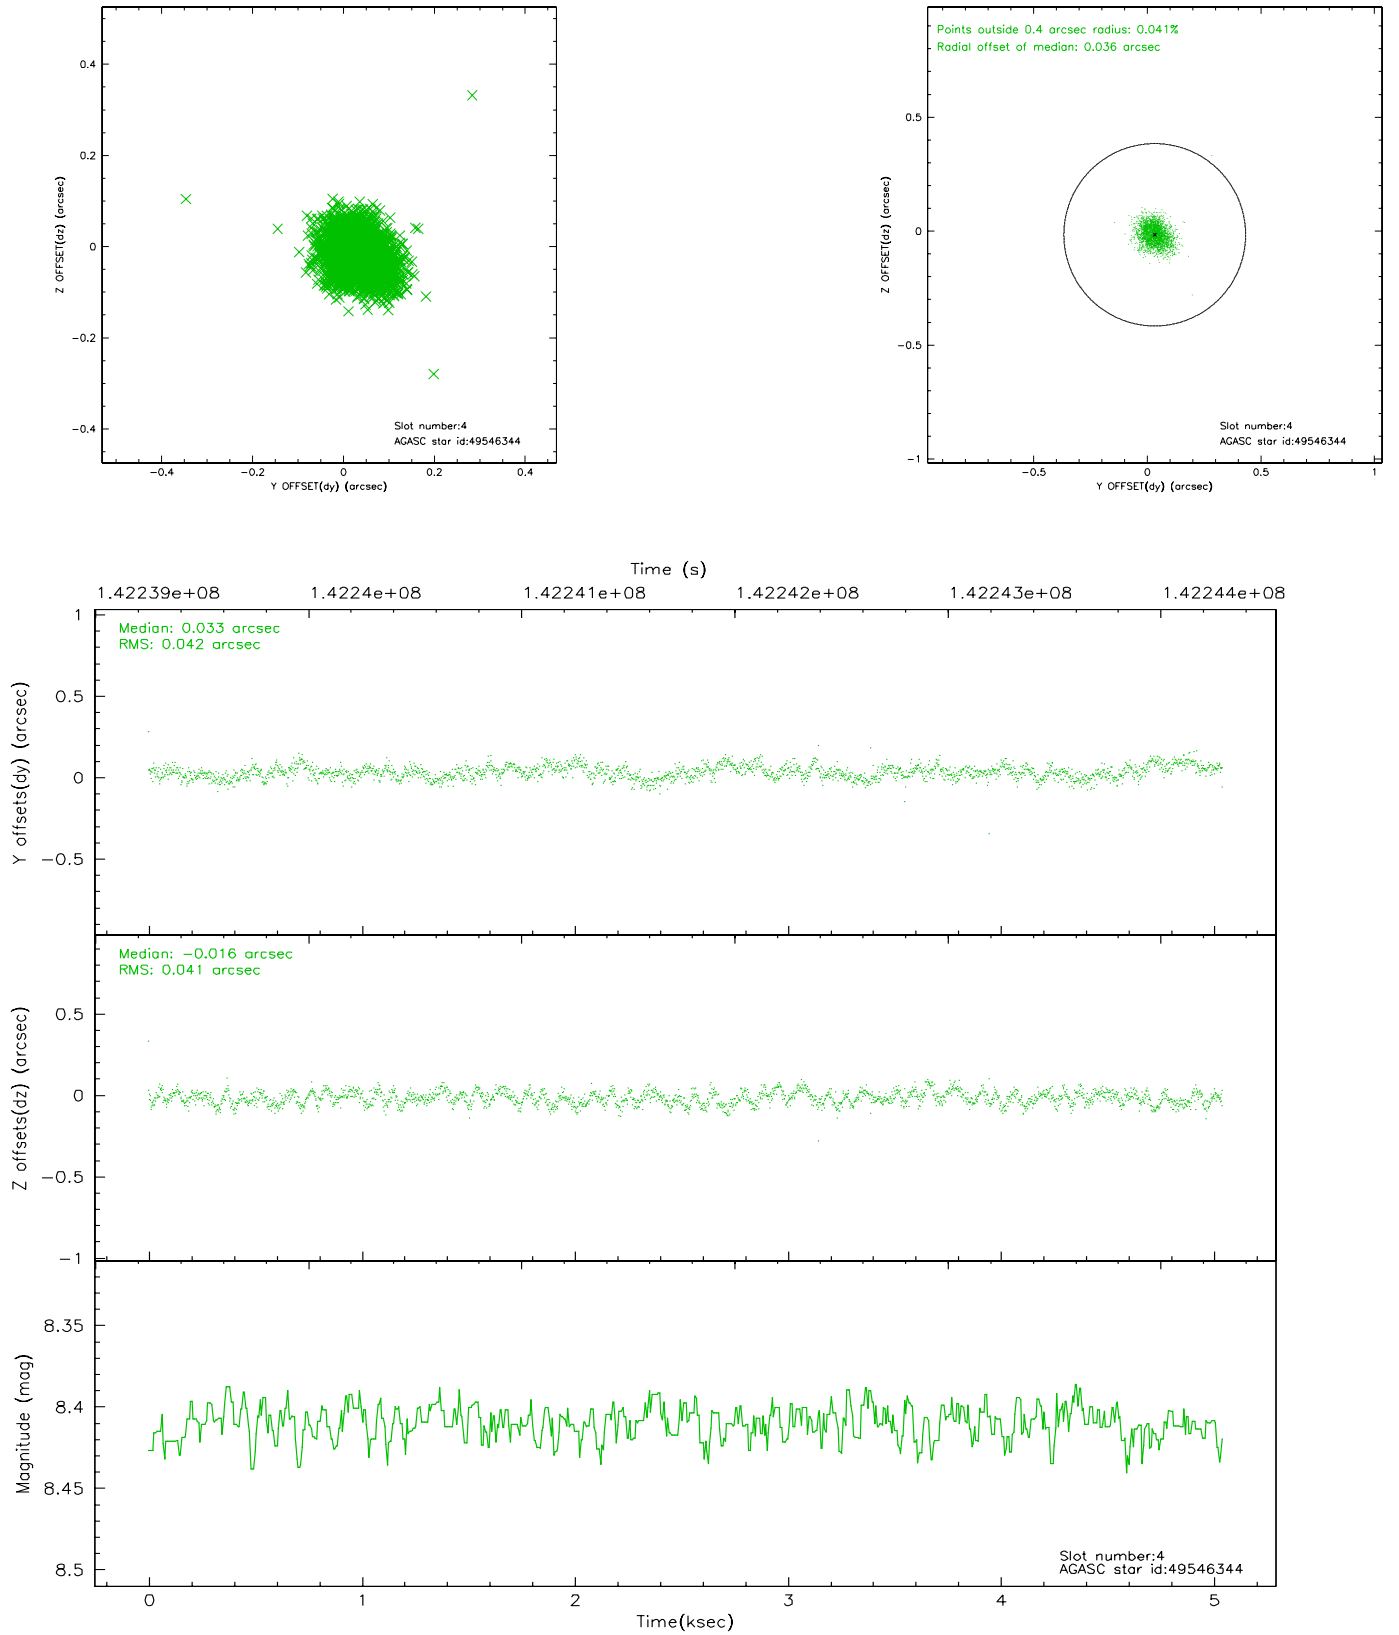 0.4
0.2
0
-0.2
-0.4
Z OFFSET(dz) (arcsec)
Slot number:4
AGASC star id:49546344
-0.4 -0.2 0 0.2 0.4
Y OFFSET(dy) (arcsec)
Points outside 0.4 arcsec radius: 0.041%
Radial offset of median: 0.036 arcsec
0.5
0
-0.5
-1
Z OFFSET(dz) (arcsec)
Slot number:4
AGASC star id:49546344
-0.5 0 0.5 1
Y OFFSET(dy) (arcsec)
Time (s)
1.42239e+08 1.4224e+08 1.42241e+08 1.42242e+08 1.42243e+08 1.42244e+08
Median: 0.033 arcsec
RMS: 0.042 arcsec
1
0.5
0
-0.5
Y offsets(dy) (arcsec)
Median: -0.016 arcsec
RMS: 0.041 arcsec
0.5
0
-0.5
-1
Z offsets(dz) (arcsec)
8.35
8.4
8.45
8.5
Magnitude (mag)
Slot number:4
AGASC star id:49546344
0 1 2 3 4 5
Time(ksec)